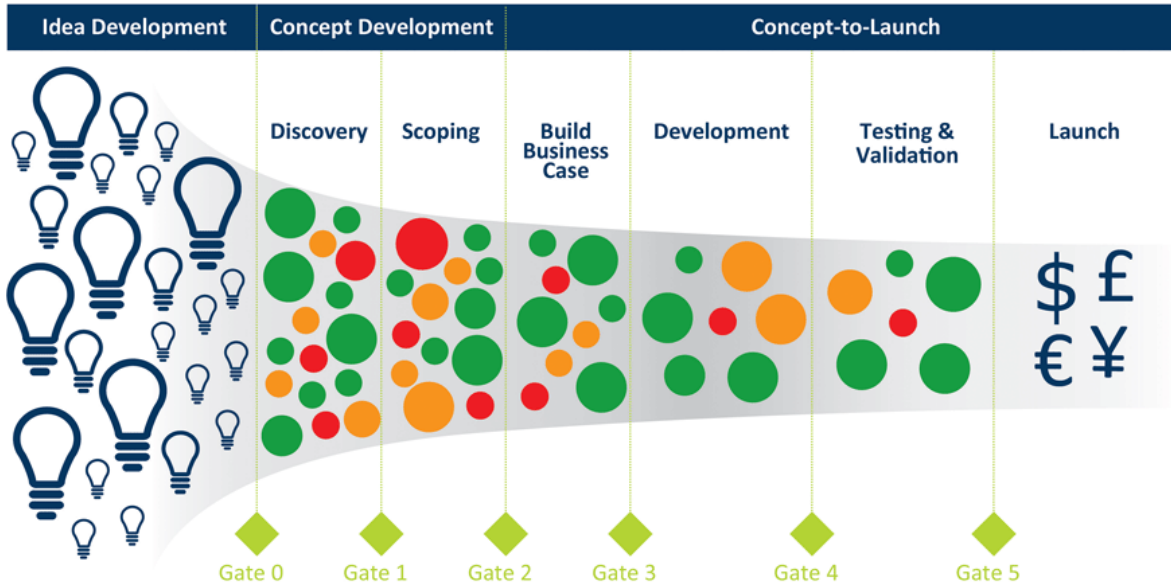 Idea Development
Concept Development
Concept-to-Launch
Discovery
Scoping
Build
Business
Case
Development
Testing &
Validation
Launch
$ £
€ ¥
Gate 0
Gate 1
Gate 2
Gate 3
Gate 4
Gate 5